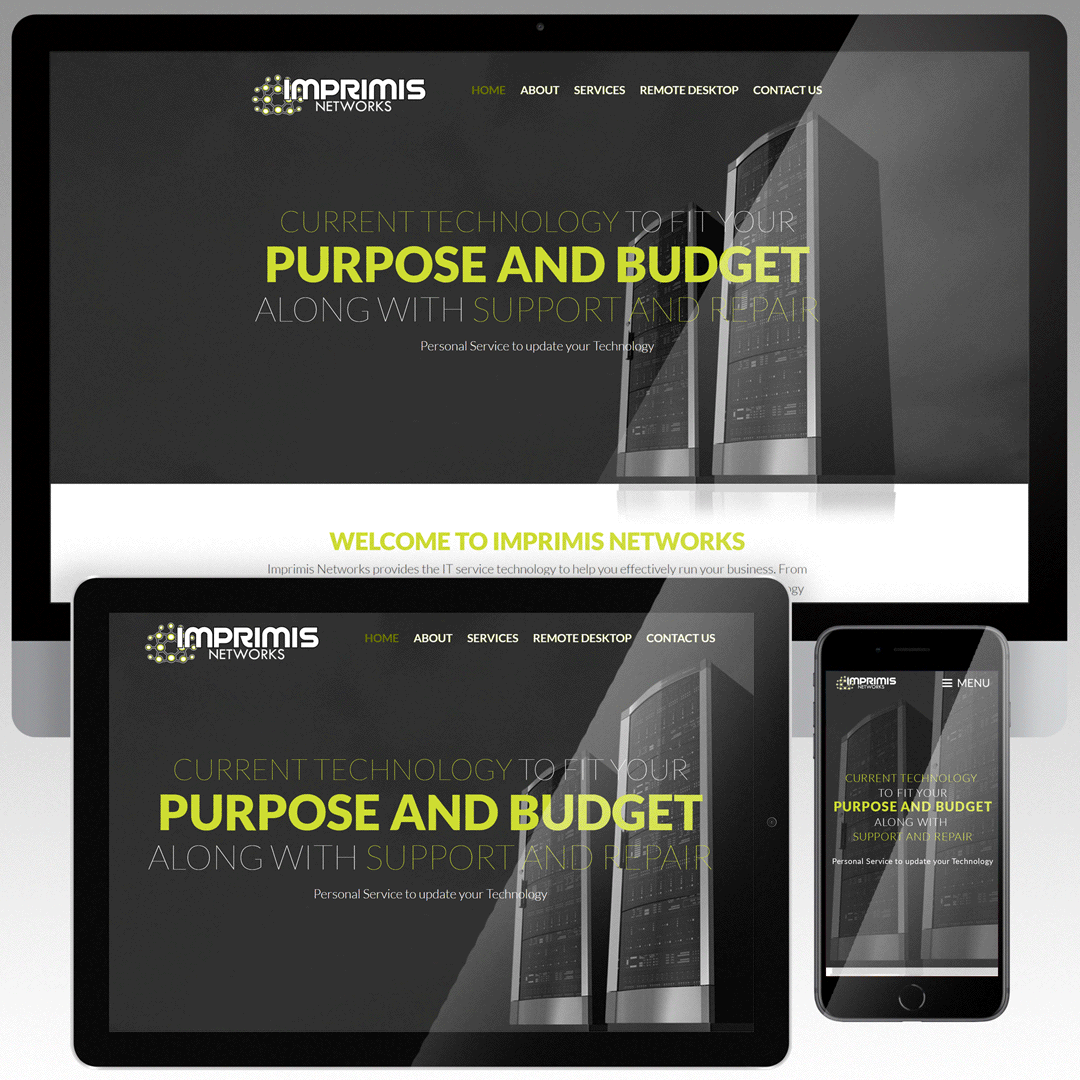 IMPRIMIS
NETWORKS
HOME ABOUT SERVICES REMOTE DESKTOP CONTACT US
CURRENT TECHNOLOGY TO FIT YOUR
PURPOSE AND BUDGET
ALONG WITH SUPPORT AND REPAIR
Personal Service to update your Technology
WELCOME TO IMPRIMIS NETWORKS
Imprimis Networks provides the IT service technology to help you effectively run your business. From
IMPRIMIS
NETWORKS
HOME ABOUT SERVICES REMOTE DESKTOP CONTACT US
CURRENT TECHNOLOGY TO FIT YOUR
PURPOSE AND BUDGET
ALONG WITH SUPPORT AND REPAIR
Personal Service to update your Technology
IMPRIMIS
NETWORKS
MENU
CURRENT TECHNOLOGY
TO FIT YOUR
PURPOSE AND BUDGET
ALONG WITH
SUPPORT AND REPAIR
Personal Service to update your Technology